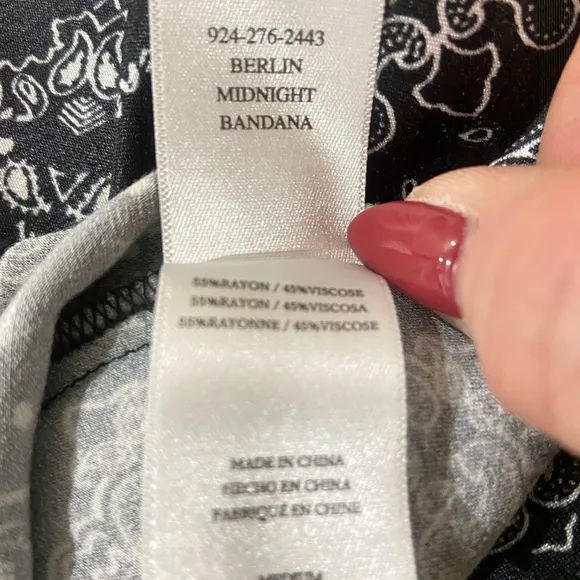 924-276-2443
BERLIN
MIDNIGHT
BANDANA
55%RAYON / 45%VISCOSE
55%RAYON / 45%VISCOSA
55%RAYONNE / 45%VISCOSE
MADE IN CHINA
HECHO EN CHINA
FABRIQUÉ EN CHINE
MEDIUM